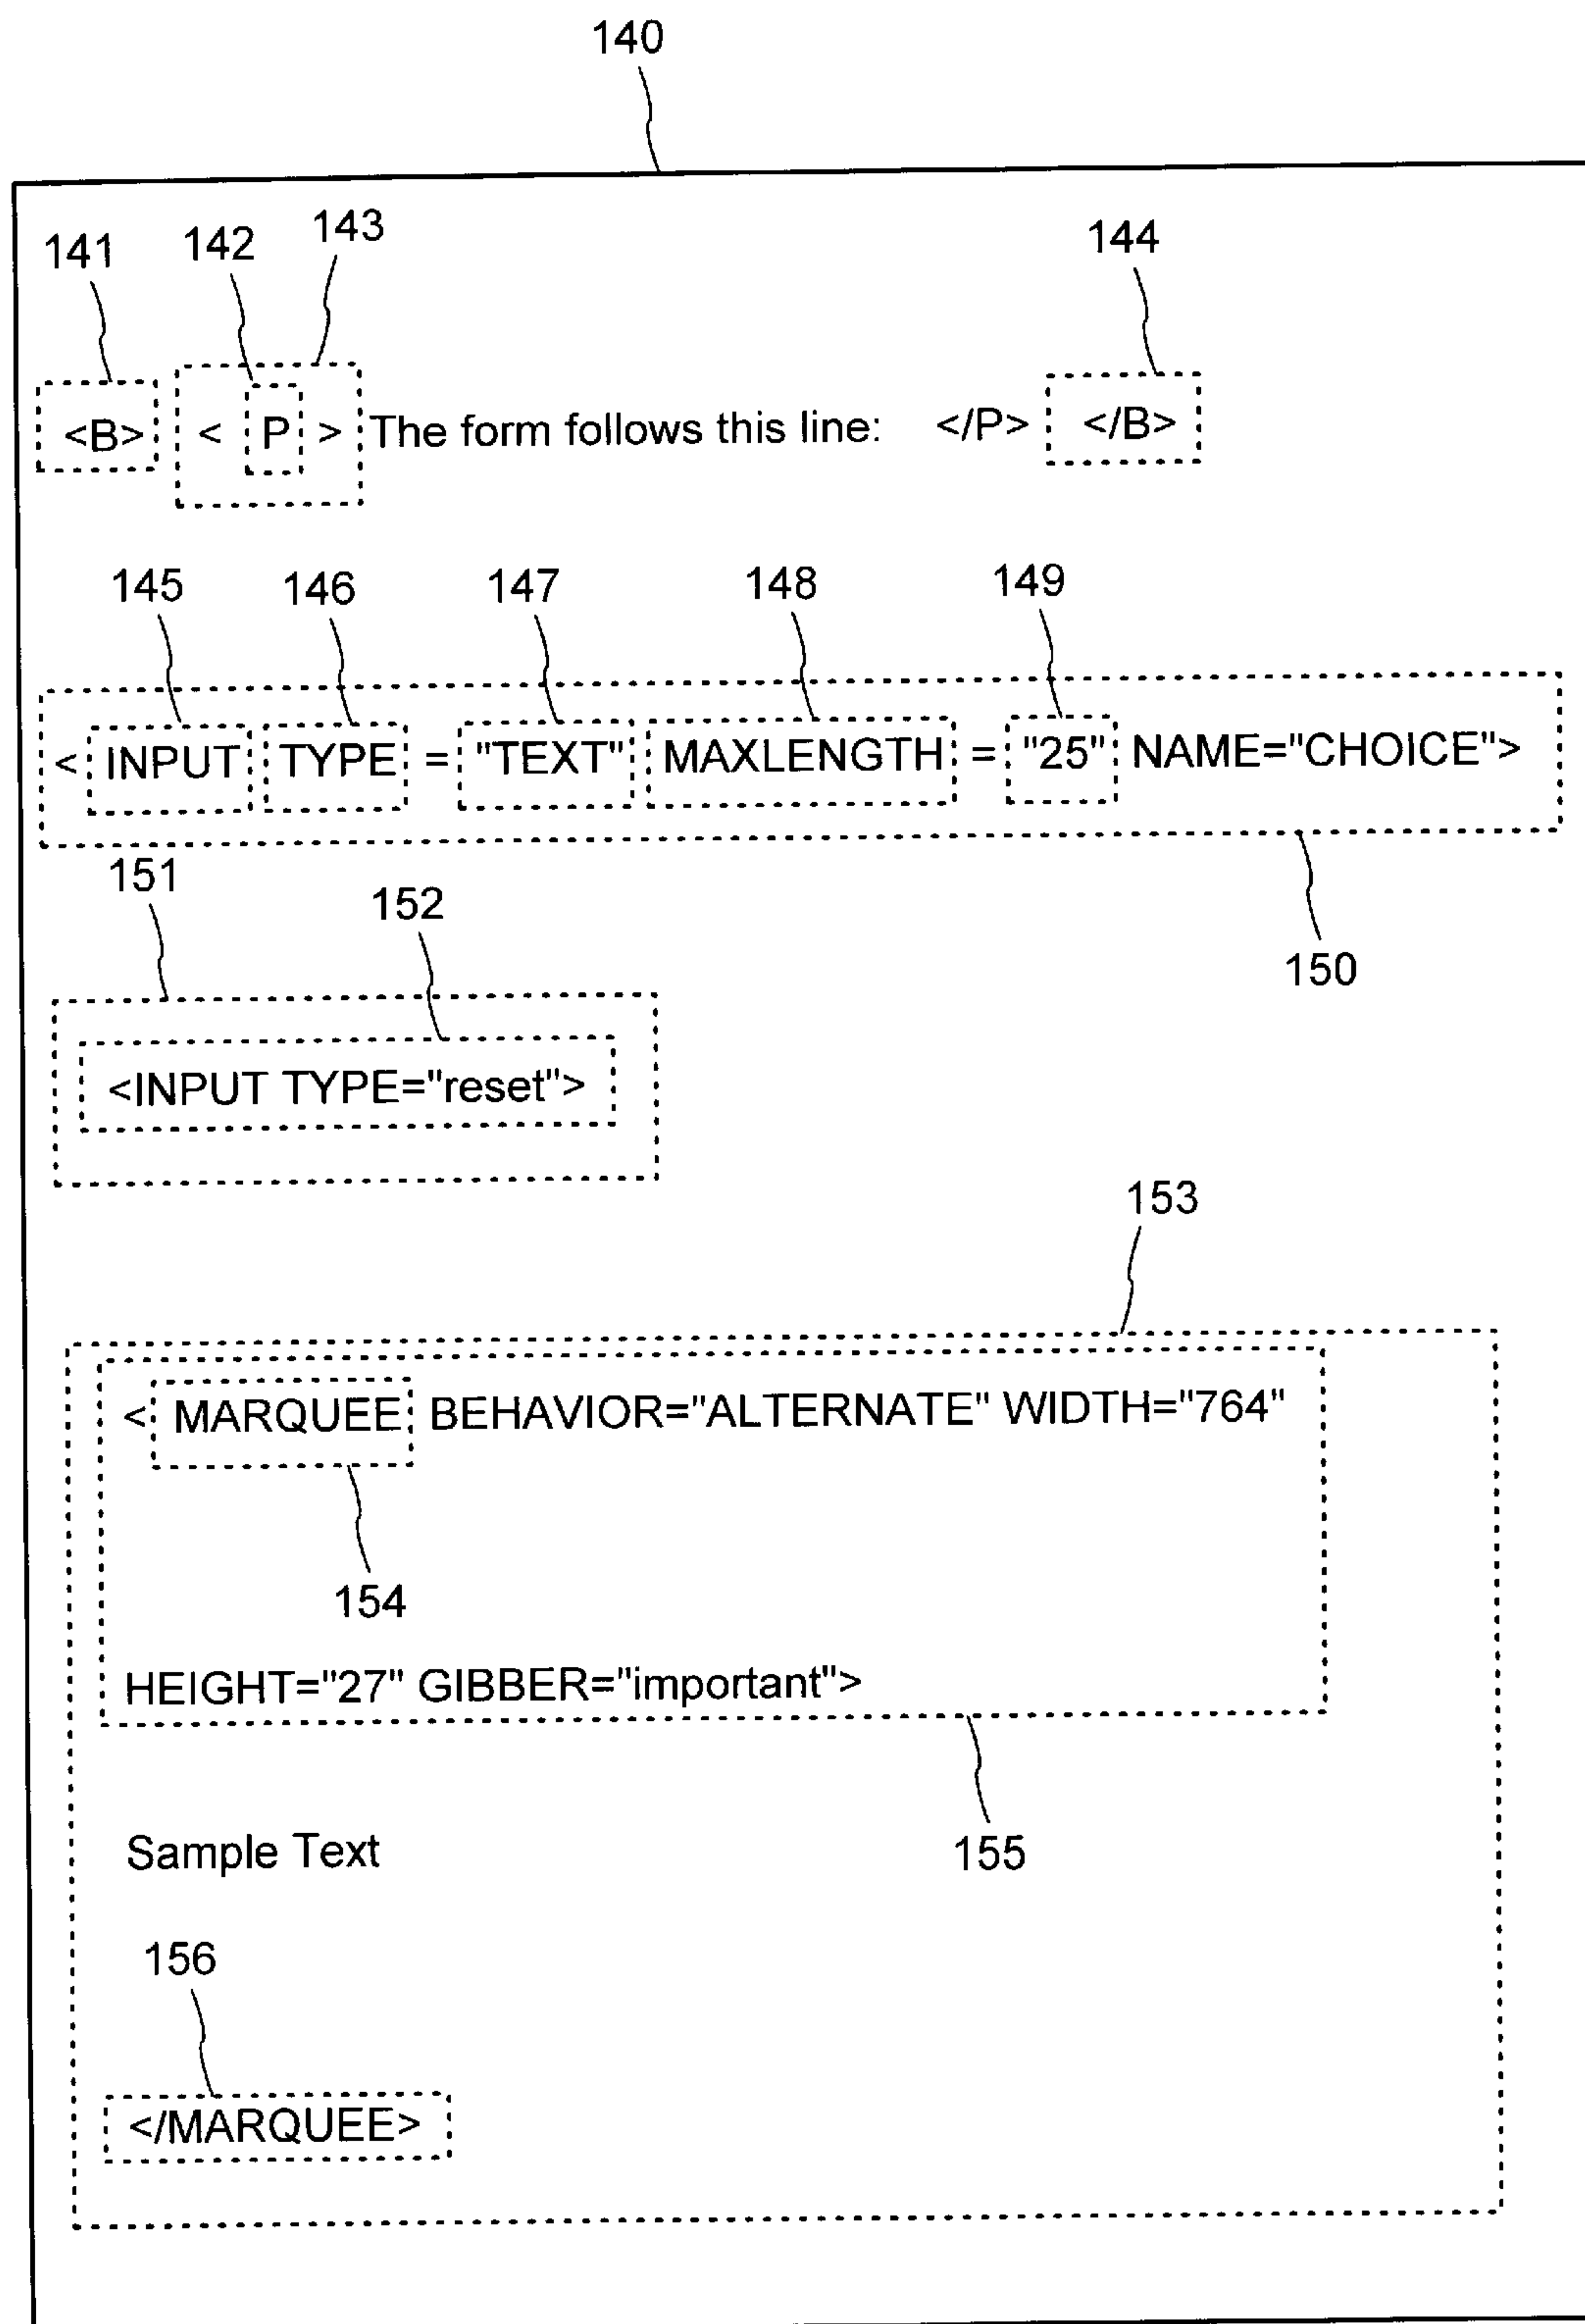 140
141 142 143 144
<B> < P > The form follows this line: </P> </B>
145 146 147 148 149
< INPUT TYPE = "TEXT" MAXLENGTH = "25" NAME="CHOICE">
150
151 152
<INPUT TYPE="reset">
153
< MARQUEE BEHAVIOR="ALTERNATE" WIDTH="764"
154
HEIGHT="27" GIBBER="important">
155
Sample Text
156
</MARQUEE>